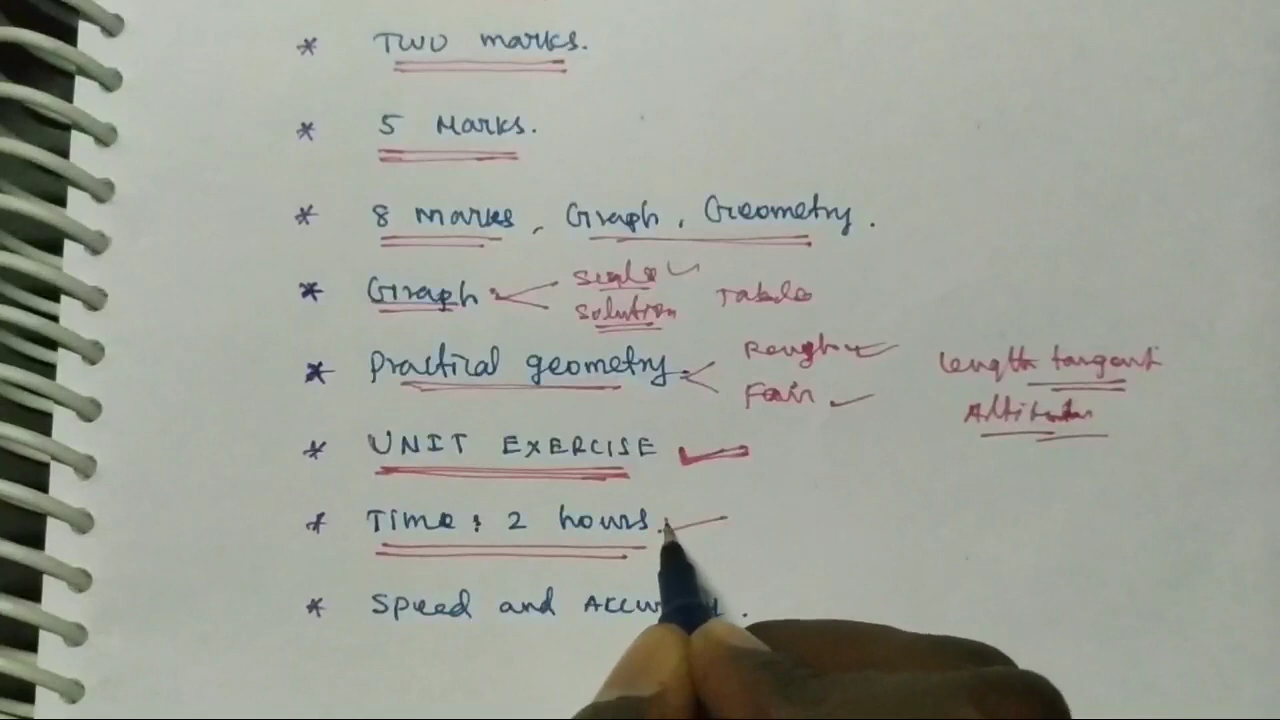 * TWO marks.
* 5 Marks.
* 8 marks, Graph, Geometry.
* Graph scale
solution Table
* Practical geometry Rough
Fair length tangent
Altitude
* UNIT EXERCISE
* Time : 2 hours.
* Speed and